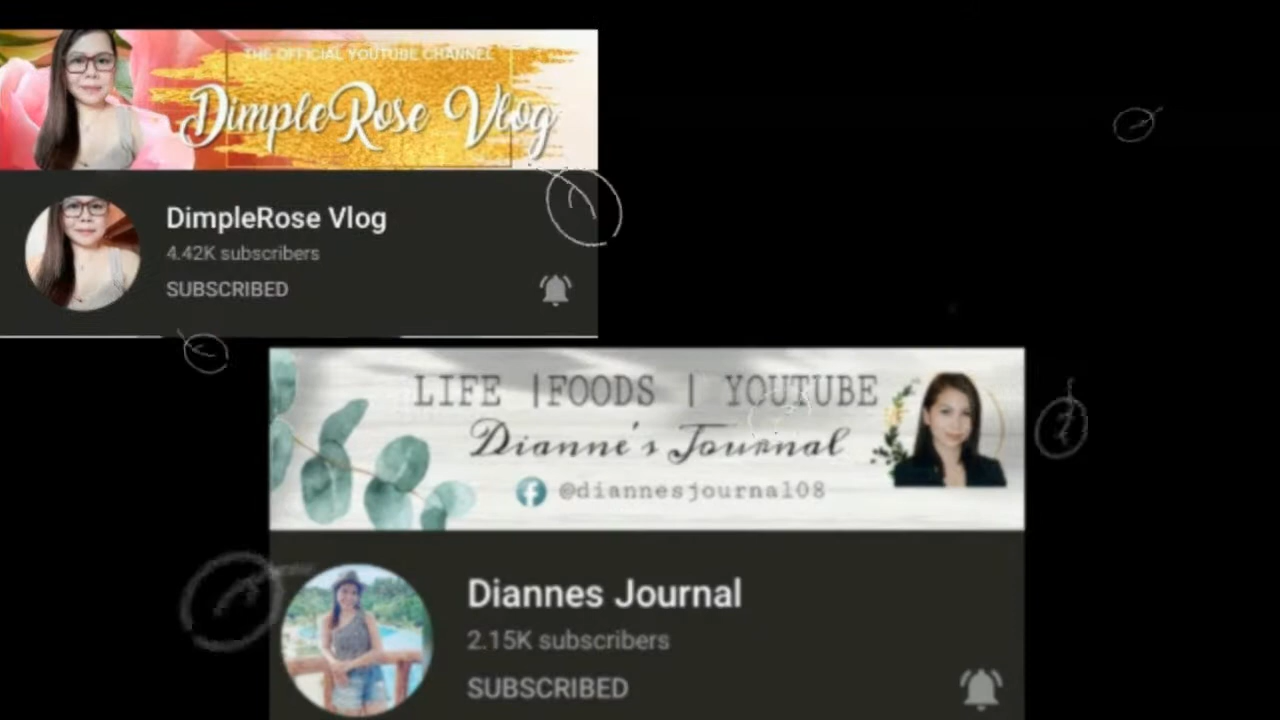 THE OFFICIAL YOUTUBE CHANNEL
DimpleRose Vlog
DimpleRose Vlog
4.42K subscribers
SUBSCRIBED
LIFE |FOODS | YOUTUBE
Dianne's Journal
@diannesjournal08
Diannes Journal
2.15K subscribers
SUBSCRIBED